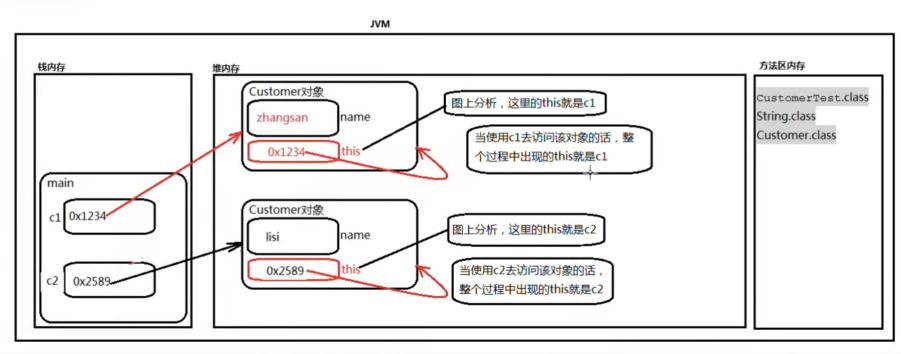 JVM
栈内存
main
c1 0x1234
c2 0x2589
堆内存
Customer对象
zhangsan name
0x1234 this
图上分析，这里的this就是c1
当使用c1去访问该对象的话，整
个过程中出现的this就是c1
Customer对象
lisi name
0x2589 this
图上分析，这里的this就是c2
当使用c2去访问该对象的话，
整个过程中出现的this就是c2
方法区内存
CustomerTest.class
String.class
Customer.class